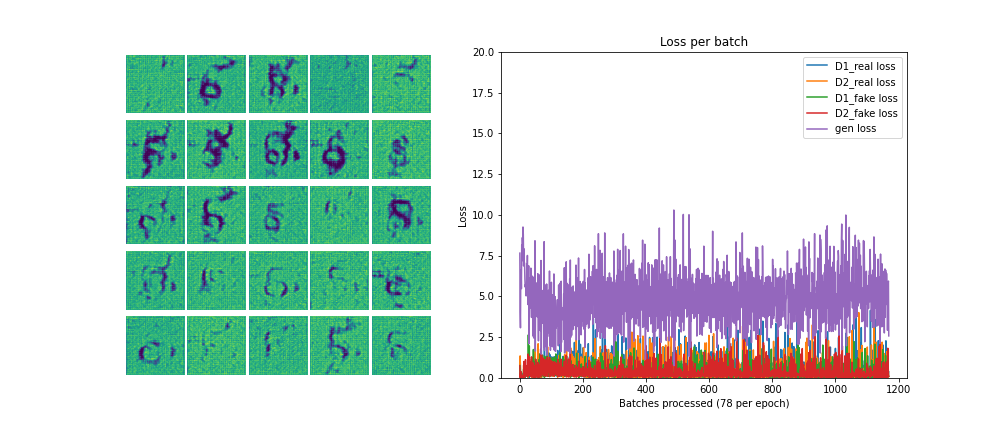 Loss per batch
20.0
17.5
15.0
12.5
10.0
7.5
5.0
2.5
0.0
Loss
D1_real loss
D2_real loss
D1_fake loss
D2_fake loss
gen loss
0 200 400 600 800 1000 1200
Batches processed (78 per epoch)